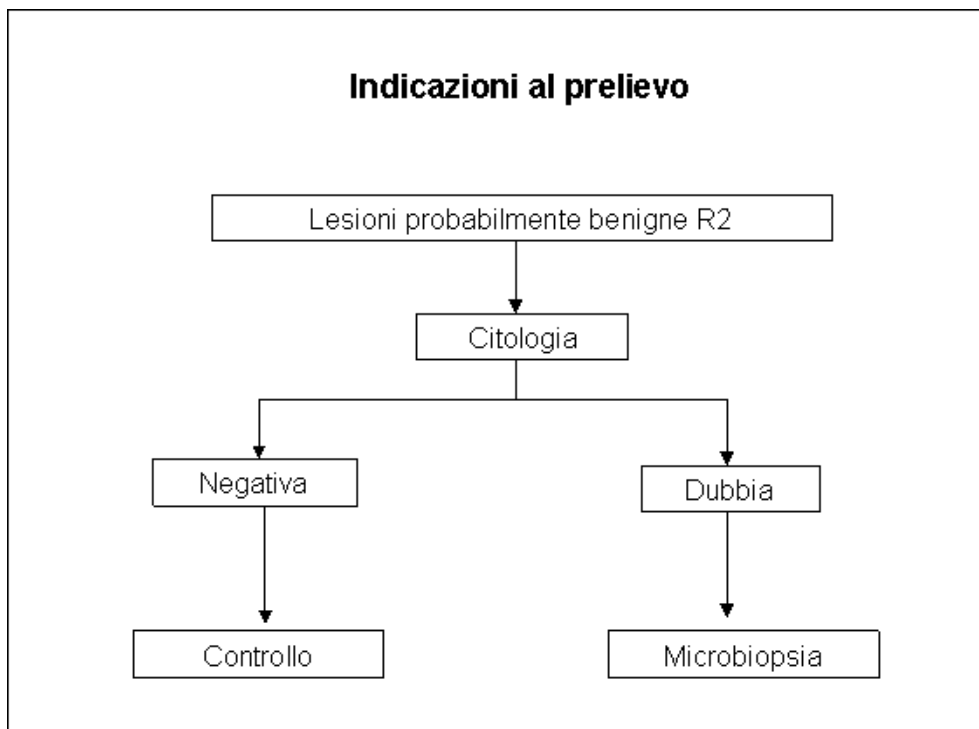 Indicazioni al prelievo
Lesioni probabilmente benigne R2
Citologia
Negativa
Dubbia
Controllo
Microbiopsia